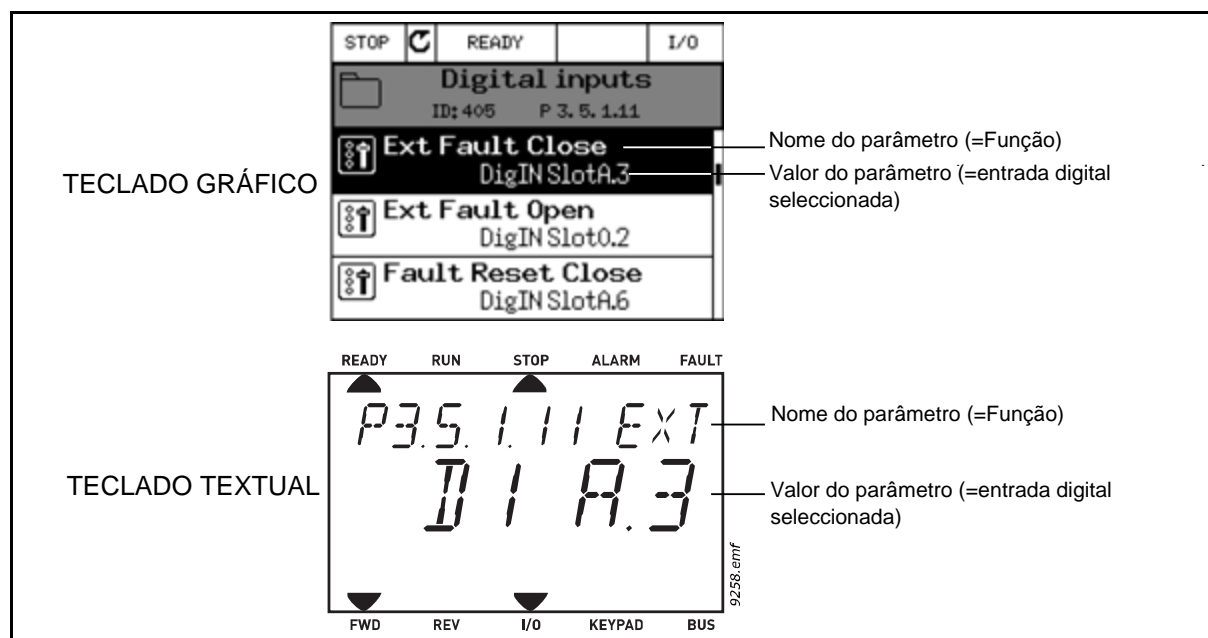 STOP READY I/O
Digital inputs
ID: 405 P 3.5.1.11
Ext Fault Close
DigIN SlotA.3
Ext Fault Open
DigIN Slot0.2
Fault Reset Close
DigIN SlotA.6
TECLADO GRÁFICO
Nome do parâmetro (=Função)
Valor do parâmetro (=entrada digital
seleccionada)
READY RUN STOP ALARM FAULT
P3.5.1.11 EXT
DI A.3
FWD REV I/O KEYPAD BUS
TECLADO TEXTUAL
Nome do parâmetro (=Função)
Valor do parâmetro (=entrada digital
seleccionada)
9258.emf